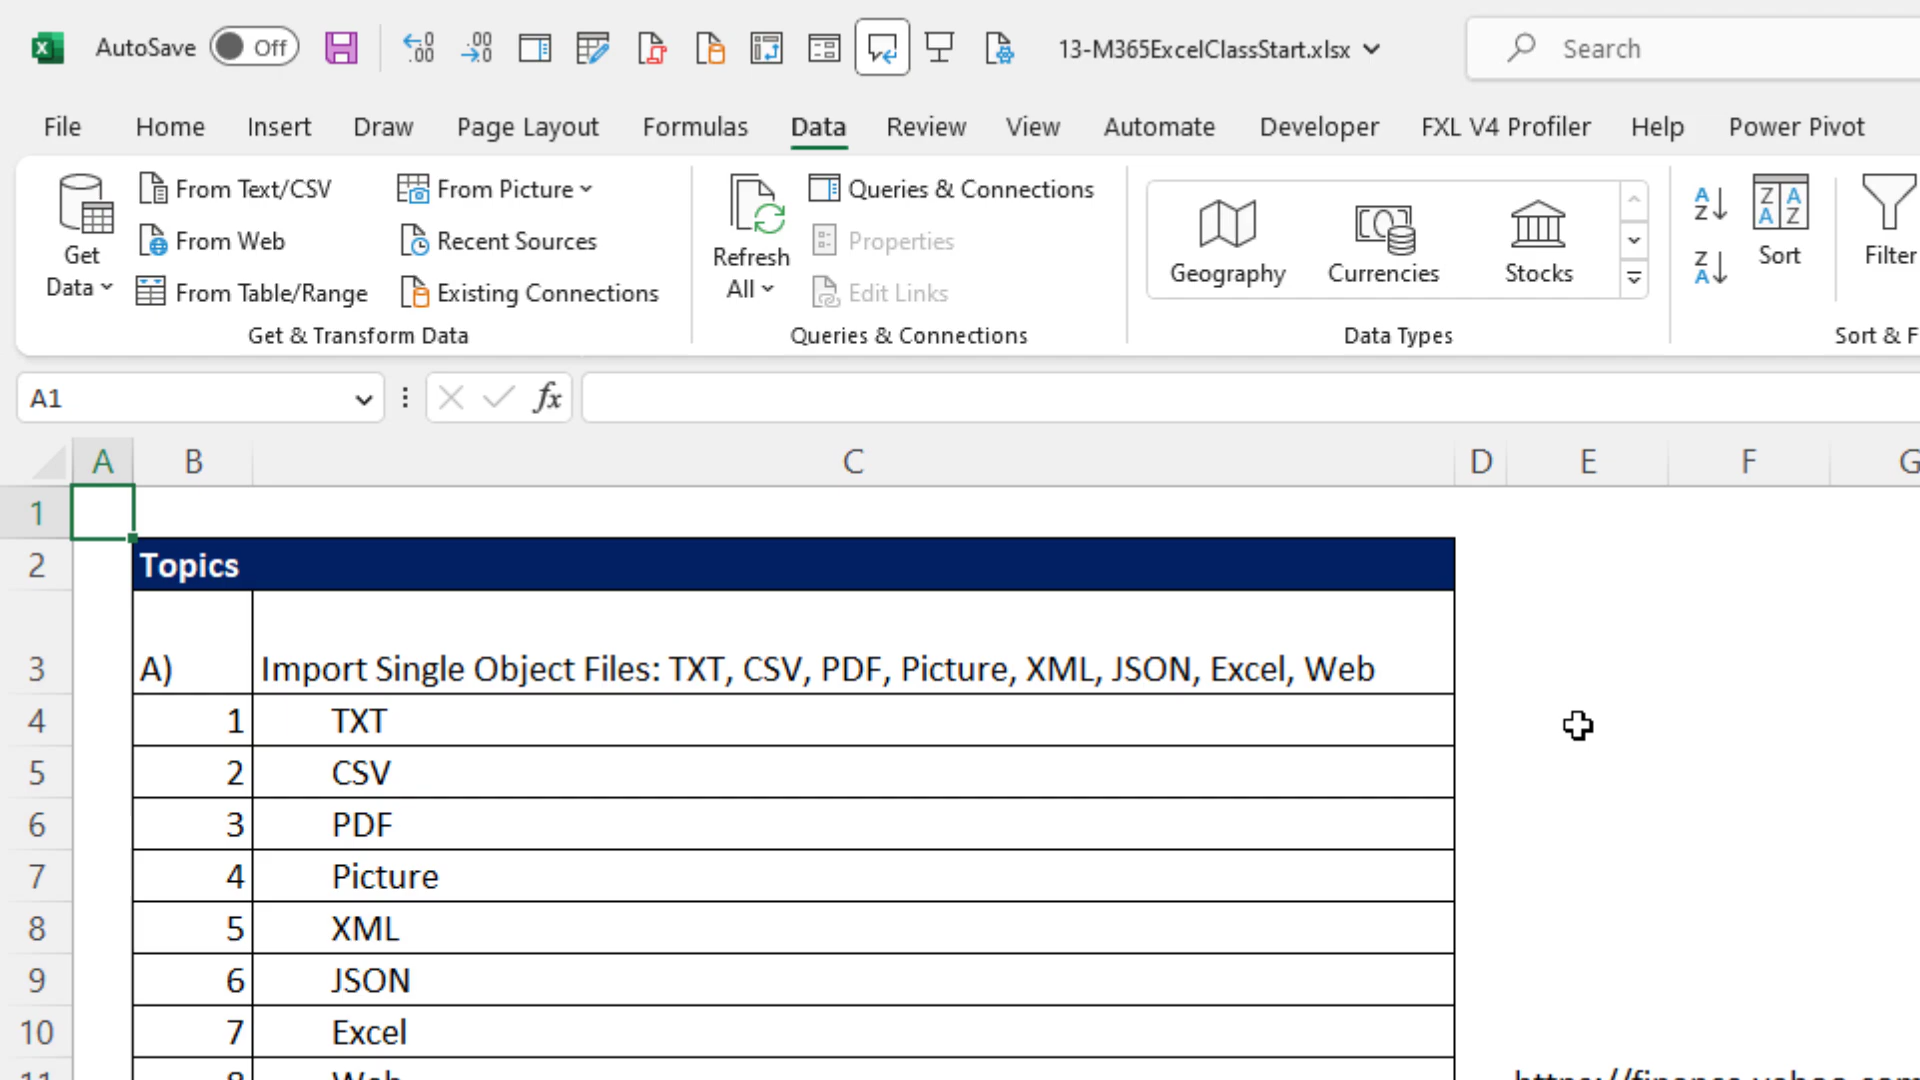 AutoSave Off 13-M365ExcelClassStart.xlsx Search
File Home Insert Draw Page Layout Formulas Data Review View Automate Developer FXL V4 Profiler Help Power Pivot
Get Data
From Text/CSV
From Web
From Table/Range
From Picture
Recent Sources
Existing Connections
Get & Transform Data
Refresh All
Queries & Connections
Properties
Edit Links
Queries & Connections
Geography Currencies Stocks
Data Types
Sort
Filter
Sort & F
A1
fx
A B C D E F G
1
2 Topics
3 A) Import Single Object Files: TXT, CSV, PDF, Picture, XML, JSON, Excel, Web
4 1 TXT
5 2 CSV
6 3 PDF
7 4 Picture
8 5 XML
9 6 JSON
10 7 Excel
11 8 Web